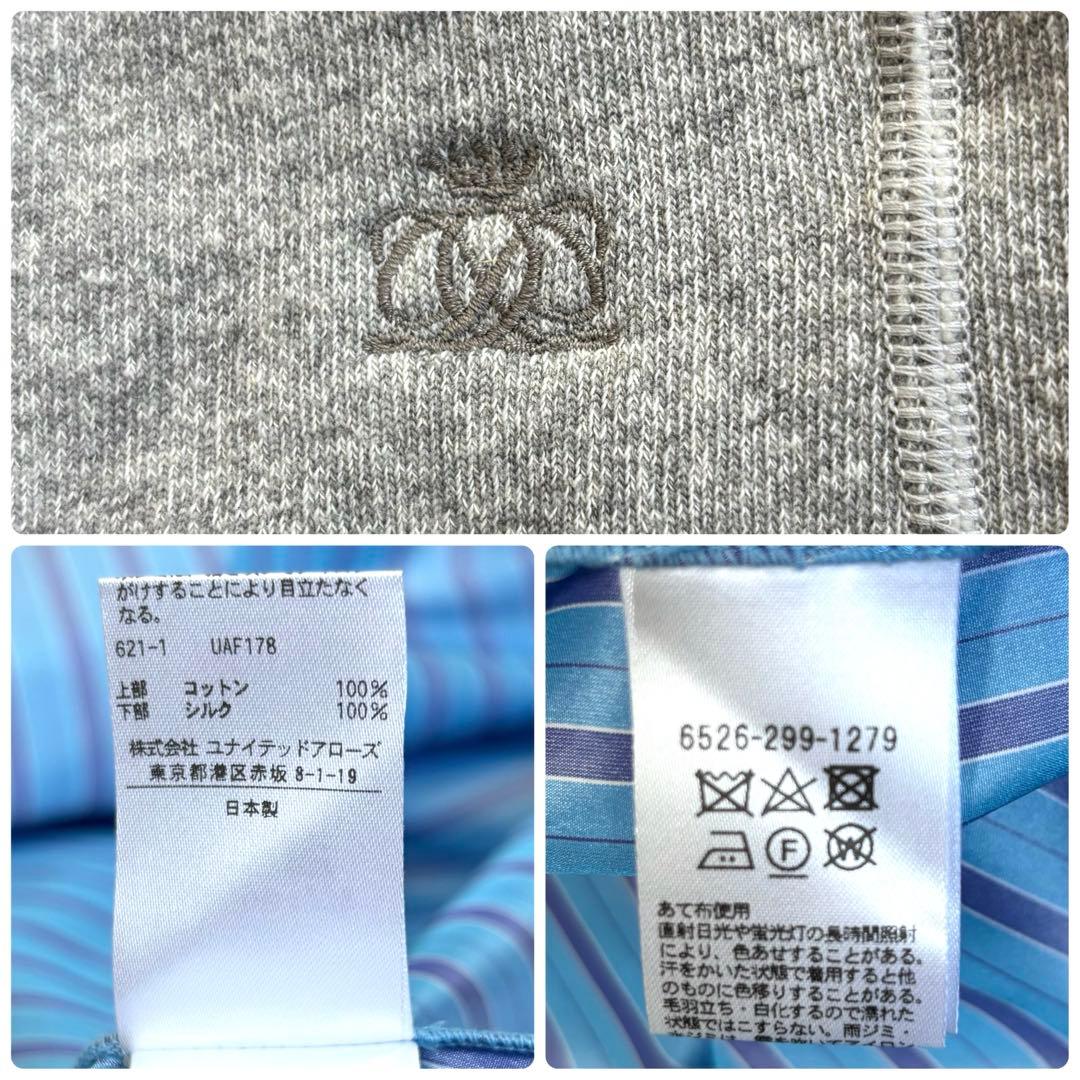 がけすることにより目立たなく
なる。
621-1 UAF178
上部 コットン 100%
下部 シルク 100%
株式会社 ユナイテッドアローズ
東京都港区赤坂 8-1-19
日本製
6526-299-1279
F
W
あて布使用
直射日光や蛍光灯の長時間照射
により、色あせすることがある。
汗をかいた状態で着用すると他
のものに色移りすることがある。
毛羽立ち・白化するので濡れた
状態ではこすらない。雨ジミ・